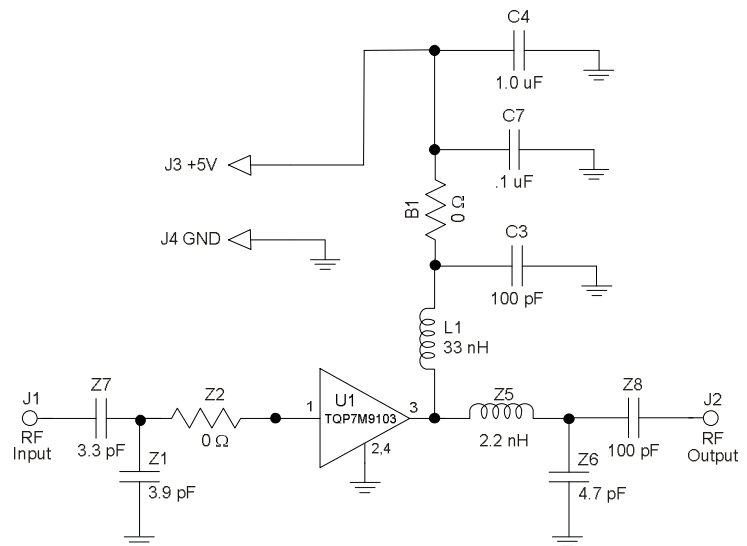 C4
1.0 uF
C7
.1 uF
J3 +5V
B1
0 Ω
J4 GND
C3
100 pF
L1
33 nH
J1
RF
Input
Z7
3.3 pF
Z1
3.9 pF
Z2
0 Ω
1
U1
TQP7M9103
3
2,4
Z5
2.2 nH
Z6
4.7 pF
Z8
100 pF
J2
RF
Output